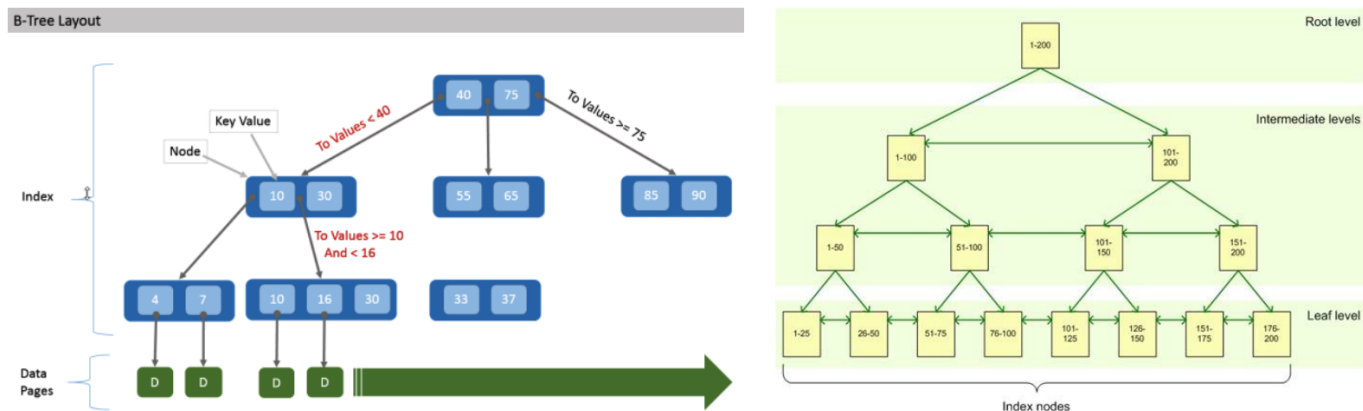 B-Tree Layout
40 75
To Values < 40
To Values >= 75
Key Value
Node
Index
10 30
55 65
85 90
To Values >= 10
And < 16
4 7
10 16 30
33 37
Data
Pages
D D D D
Root level
1-200
Intermediate levels
1-100
101-
200
1-50
51-100
101-
150
151-
200
Leaf level
1-25
26-50
51-75
76-100
101-
125
126-
150
151-
175
176-
200
Index nodes